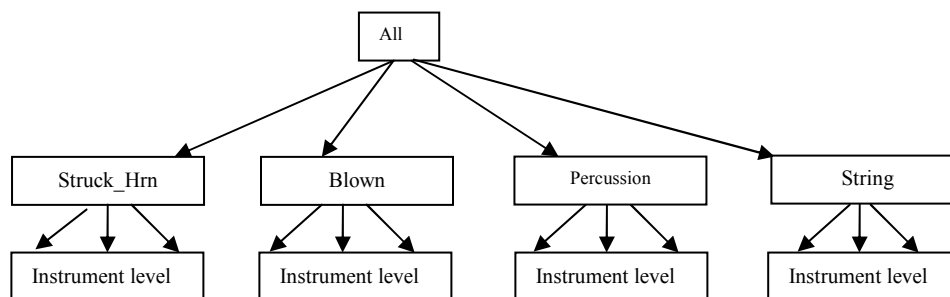 All
Struck_Hrn
Blown
Percussion
String
Instrument level
Instrument level
Instrument level
Instrument level